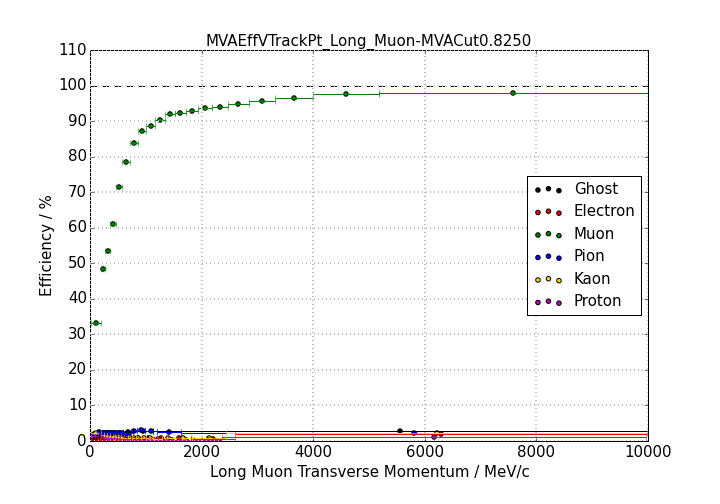 MVAEffVTrackPt_Long_Muon-MVACut0.8250
110
100
90
80
70
60
50
40
30
20
10
0
Efficiency / %
Ghost
Electron
Muon
Pion
Kaon
Proton
0 2000 4000 6000 8000 10000
Long Muon Transverse Momentum / MeV/c